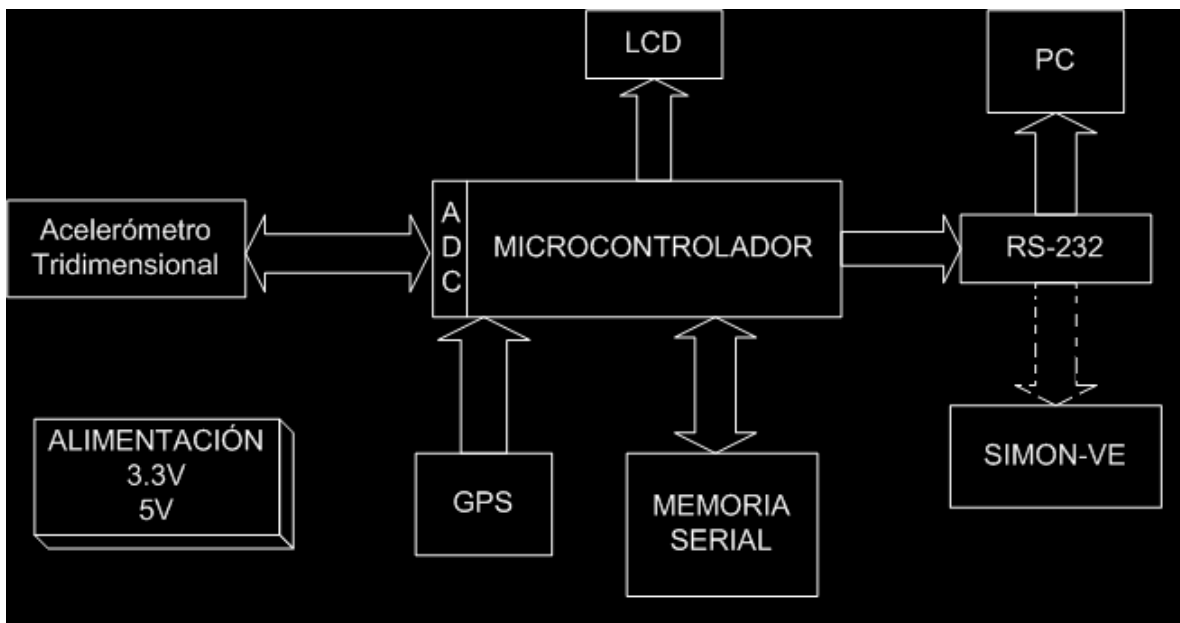 LCD
PC
Acelerómetro
Tridimensional
A
D
C
MICROCONTROLADOR
RS-232
ALIMENTACIÓN
3.3V
5V
GPS
MEMORIA
SERIAL
SIMON-VE